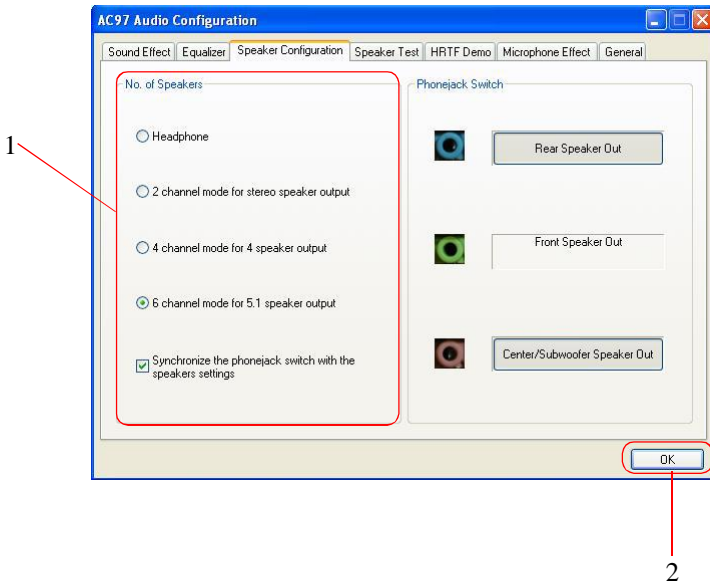 AC97 Audio Configuration
Sound Effect
Equalizer
Speaker Configuration
Speaker Test
HRTF Demo
Microphone Effect
General
No. of Speakers
Headphone
2 channel mode for stereo speaker output
4 channel mode for 4 speaker output
6 channel mode for 5.1 speaker output
Synchronize the phonejack switch with the
speakers settings
Phonejack Switch
Rear Speaker Out
Front Speaker Out
Center/Subwoofer Speaker Out
OK
1
2